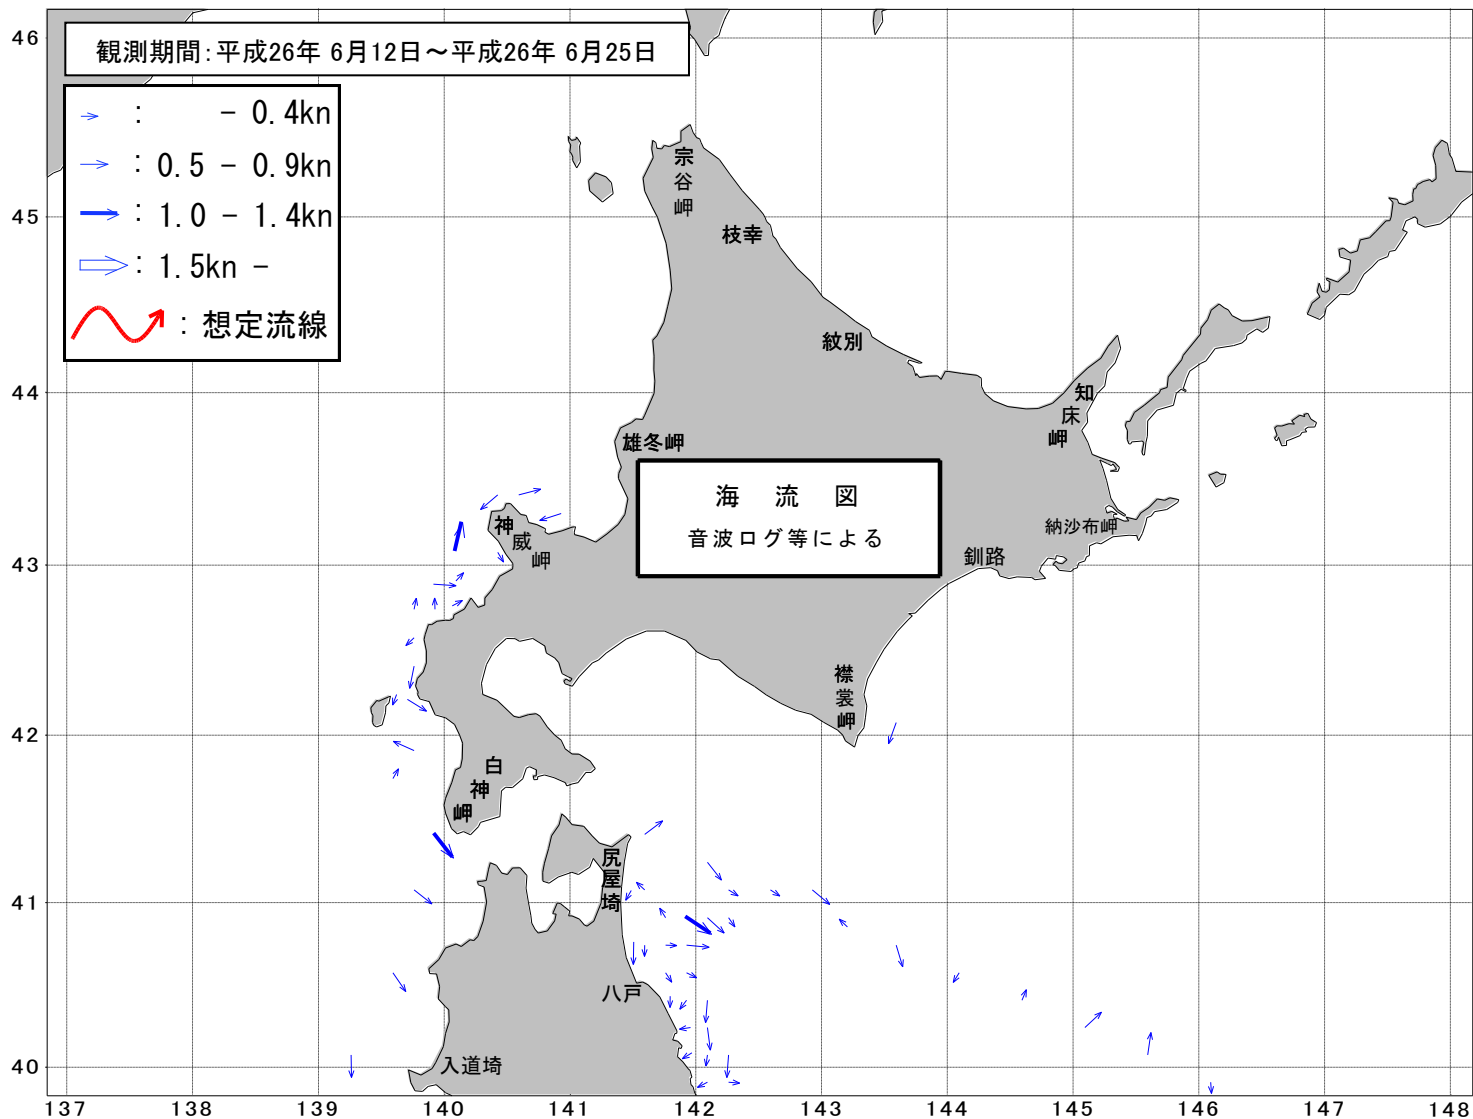 観測期間:平成26年 6月12日～平成26年 6月25日
: - 0.4kn
: 0.5 - 0.9kn
: 1.0 - 1.4kn
: 1.5kn -
: 想定流線
宗谷岬
枝幸
紋別
知床岬
雄冬岬
海 流 図
音波ログ等による
納沙布岬
釧路
神威岬
襟裳岬
白神岬
尻屋埼
八戸
入道埼
46
45
44
43
42
41
40
137 138 139 140 141 142 143 144 145 146 147 148